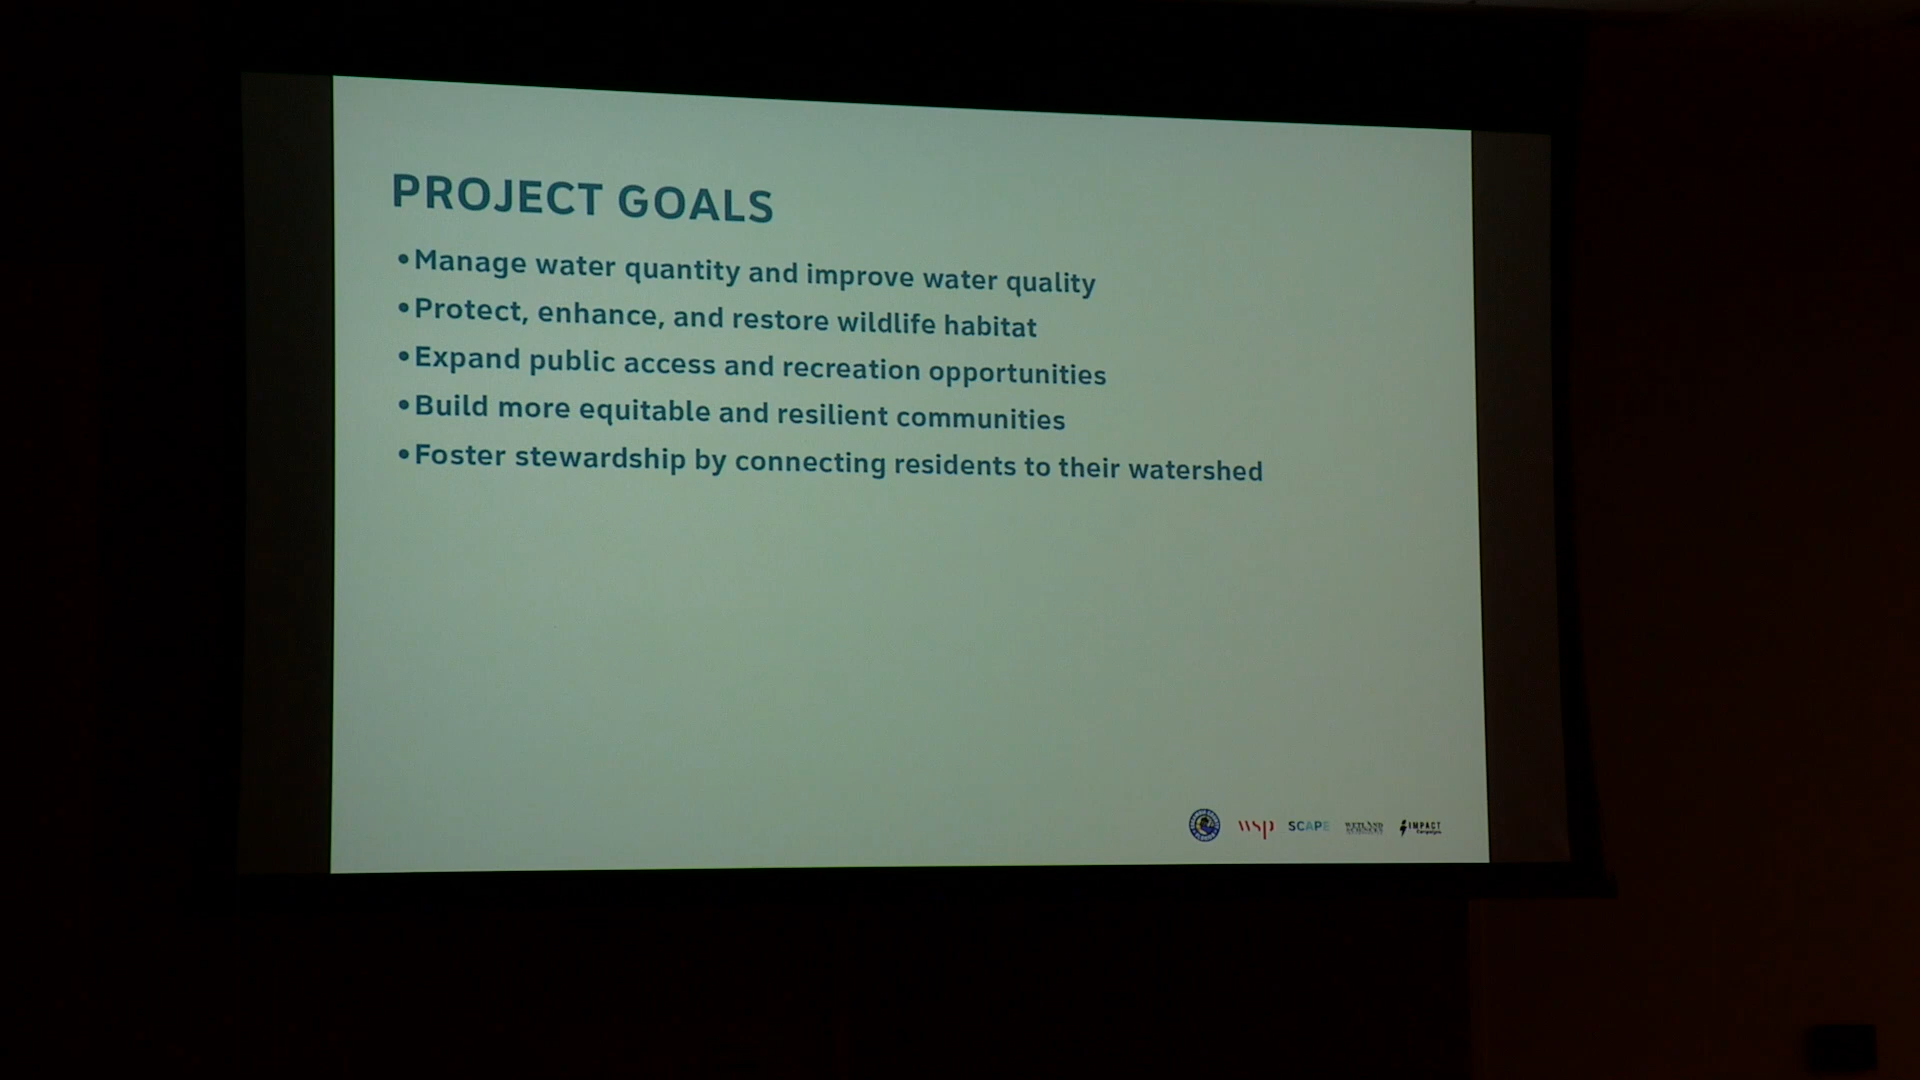 PROJECT GOALS
•Manage water quantity and improve water quality
•Protect, enhance, and restore wildlife habitat
•Expand public access and recreation opportunities
•Build more equitable and resilient communities
•Foster stewardship by connecting residents to their watershed
wsp SCAPE WETLAND SCIENCES IMPACT